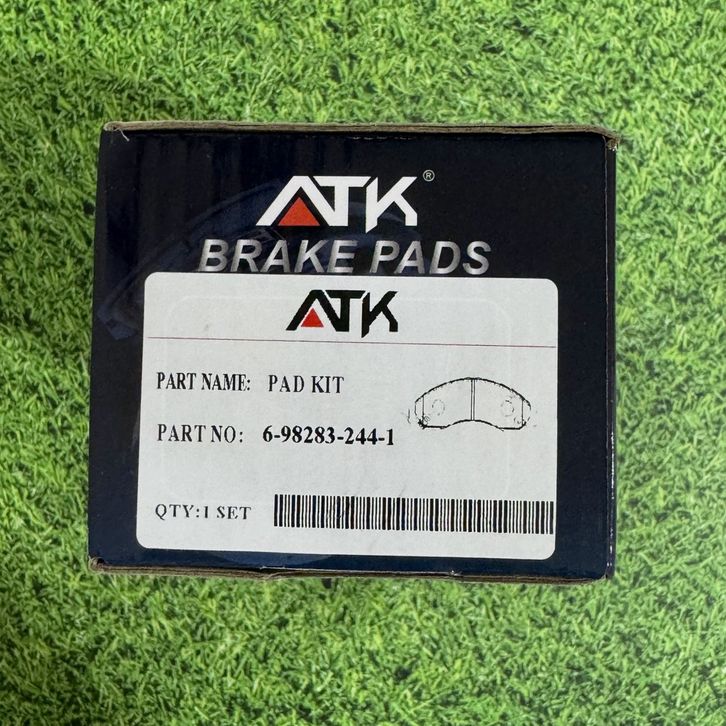 ATK®
BRAKE PADS
ATK
PART NAME: PAD KIT
PART NO: 6-98283-244-1
QTY:1 SET